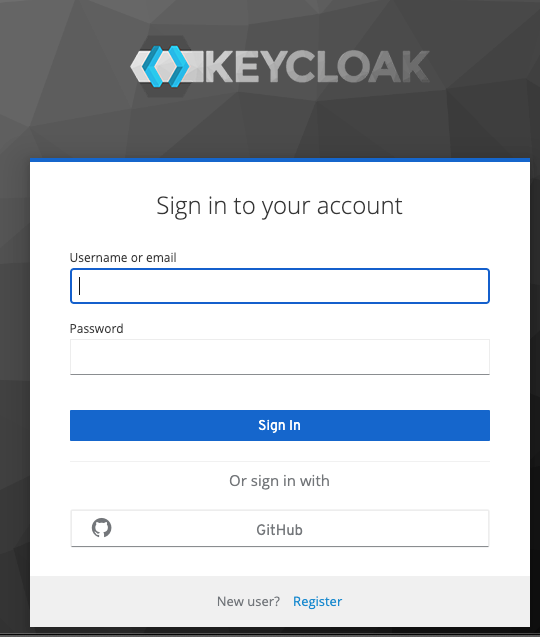 KEYCLOAK
Sign in to your account
Username or email
Password
Sign In
Or sign in with
GitHub
New user? Register